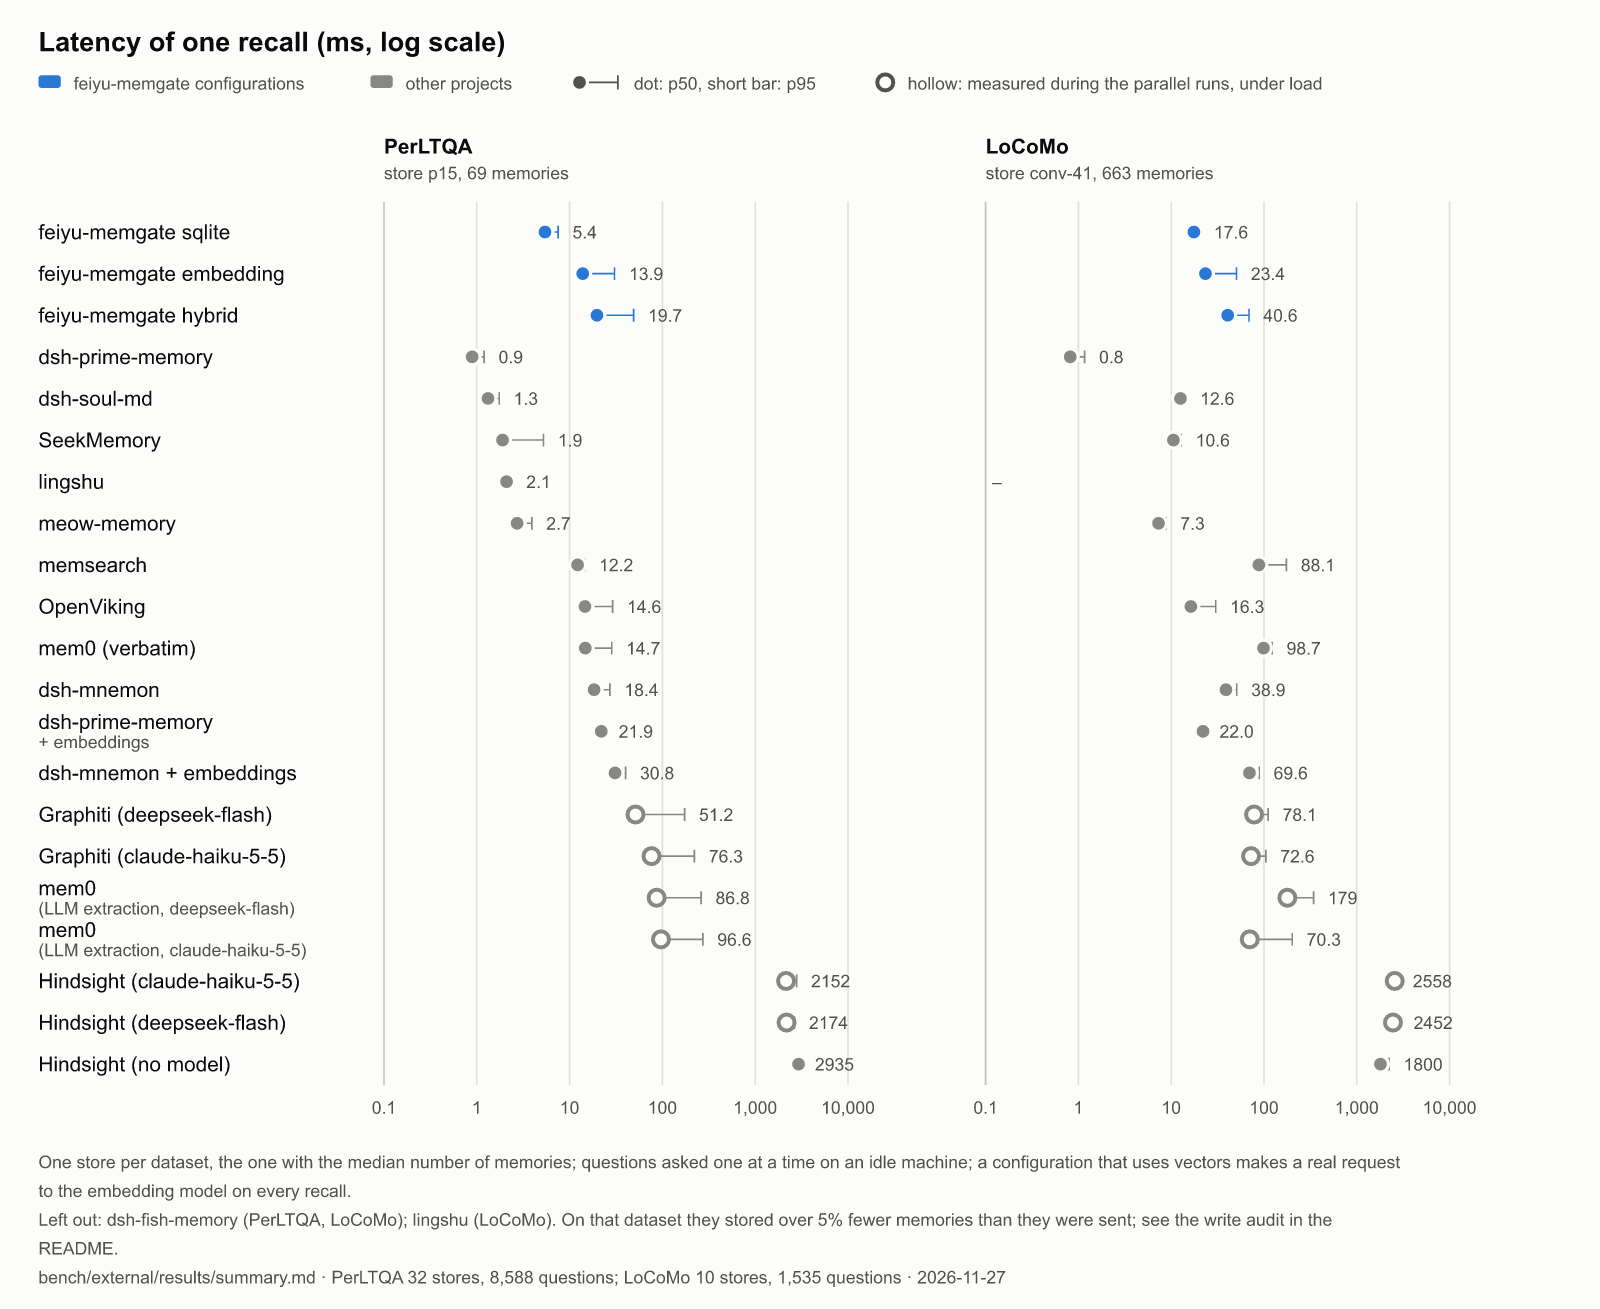 Latency of one recall (ms, log scale)
feiyu-memgate configurations other projects dot: p50, short bar: p95 hollow: measured during the parallel runs, under load
PerLTQA LoCoMo
store p15, 69 memories store conv-41, 663 memories
feiyu-memgate sqlite 5.4 17.6
feiyu-memgate embedding 13.9 23.4
feiyu-memgate hybrid 19.7 40.6
dsh-prime-memory 0.9 0.8
dsh-soul-md 1.3 12.6
SeekMemory 1.9 10.6
lingshu 2.1 –
meow-memory 2.7 7.3
memsearch 12.2 88.1
OpenViking 14.6 16.3
mem0 (verbatim) 14.7 98.7
dsh-mnemon 18.4 38.9
dsh-prime-memory
+ embeddings 21.9 22.0
dsh-mnemon + embeddings 30.8 69.6
Graphiti (deepseek-flash) 51.2 78.1
Graphiti (claude-haiku-5-5) 76.3 72.6
mem0
(LLM extraction, deepseek-flash) 86.8 179
mem0
(LLM extraction, claude-haiku-5-5) 96.6 70.3
Hindsight (claude-haiku-5-5) 2152 2558
Hindsight (deepseek-flash) 2174 2452
Hindsight (no model) 2935 1800
0.1 1 10 100 1,000 10,000 0.1 1 10 100 1,000 10,000
One store per dataset, the one with the median number of memories; questions asked one at a time on an idle machine; a configuration that uses vectors makes a real request
to the embedding model on every recall.
Left out: dsh-fish-memory (PerLTQA, LoCoMo); lingshu (LoCoMo). On that dataset they stored over 5% fewer memories than they were sent; see the write audit in the
README.
bench/external/results/summary.md · PerLTQA 32 stores, 8,588 questions; LoCoMo 10 stores, 1,535 questions · 2026-11-27